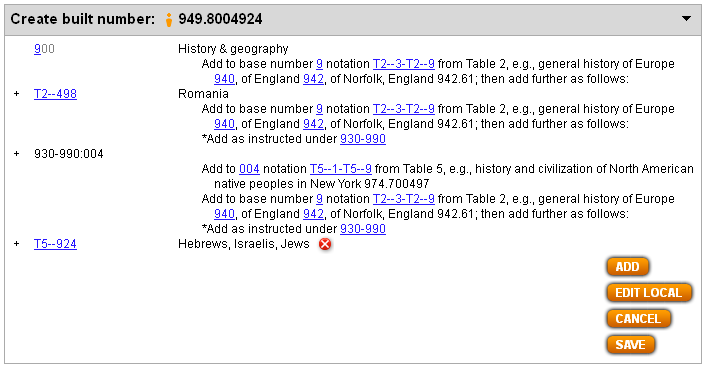 Create built number: 949.8004924
900 History & geography
Add to base number 9 notation T2--3-T2--9 from Table 2, e.g., general history of Europe
940, of England 942, of Norfolk, England 942.61; then add further as follows:
+ T2--498 Romania
Add to base number 9 notation T2--3-T2--9 from Table 2, e.g., general history of Europe
940, of England 942, of Norfolk, England 942.61; then add further as follows:
*Add as instructed under 930-990
+ 930-990:004
Add to 004 notation T5--1-T5--9 from Table 5, e.g., history and civilization of North American
native peoples in New York 974.700497
Add to base number 9 notation T2--3-T2--9 from Table 2, e.g., general history of Europe
940, of England 942, of Norfolk, England 942.61; then add further as follows:
*Add as instructed under 930-990
+ T5--924 Hebrews, Israelis, Jews
ADD
EDIT LOCAL
CANCEL
SAVE